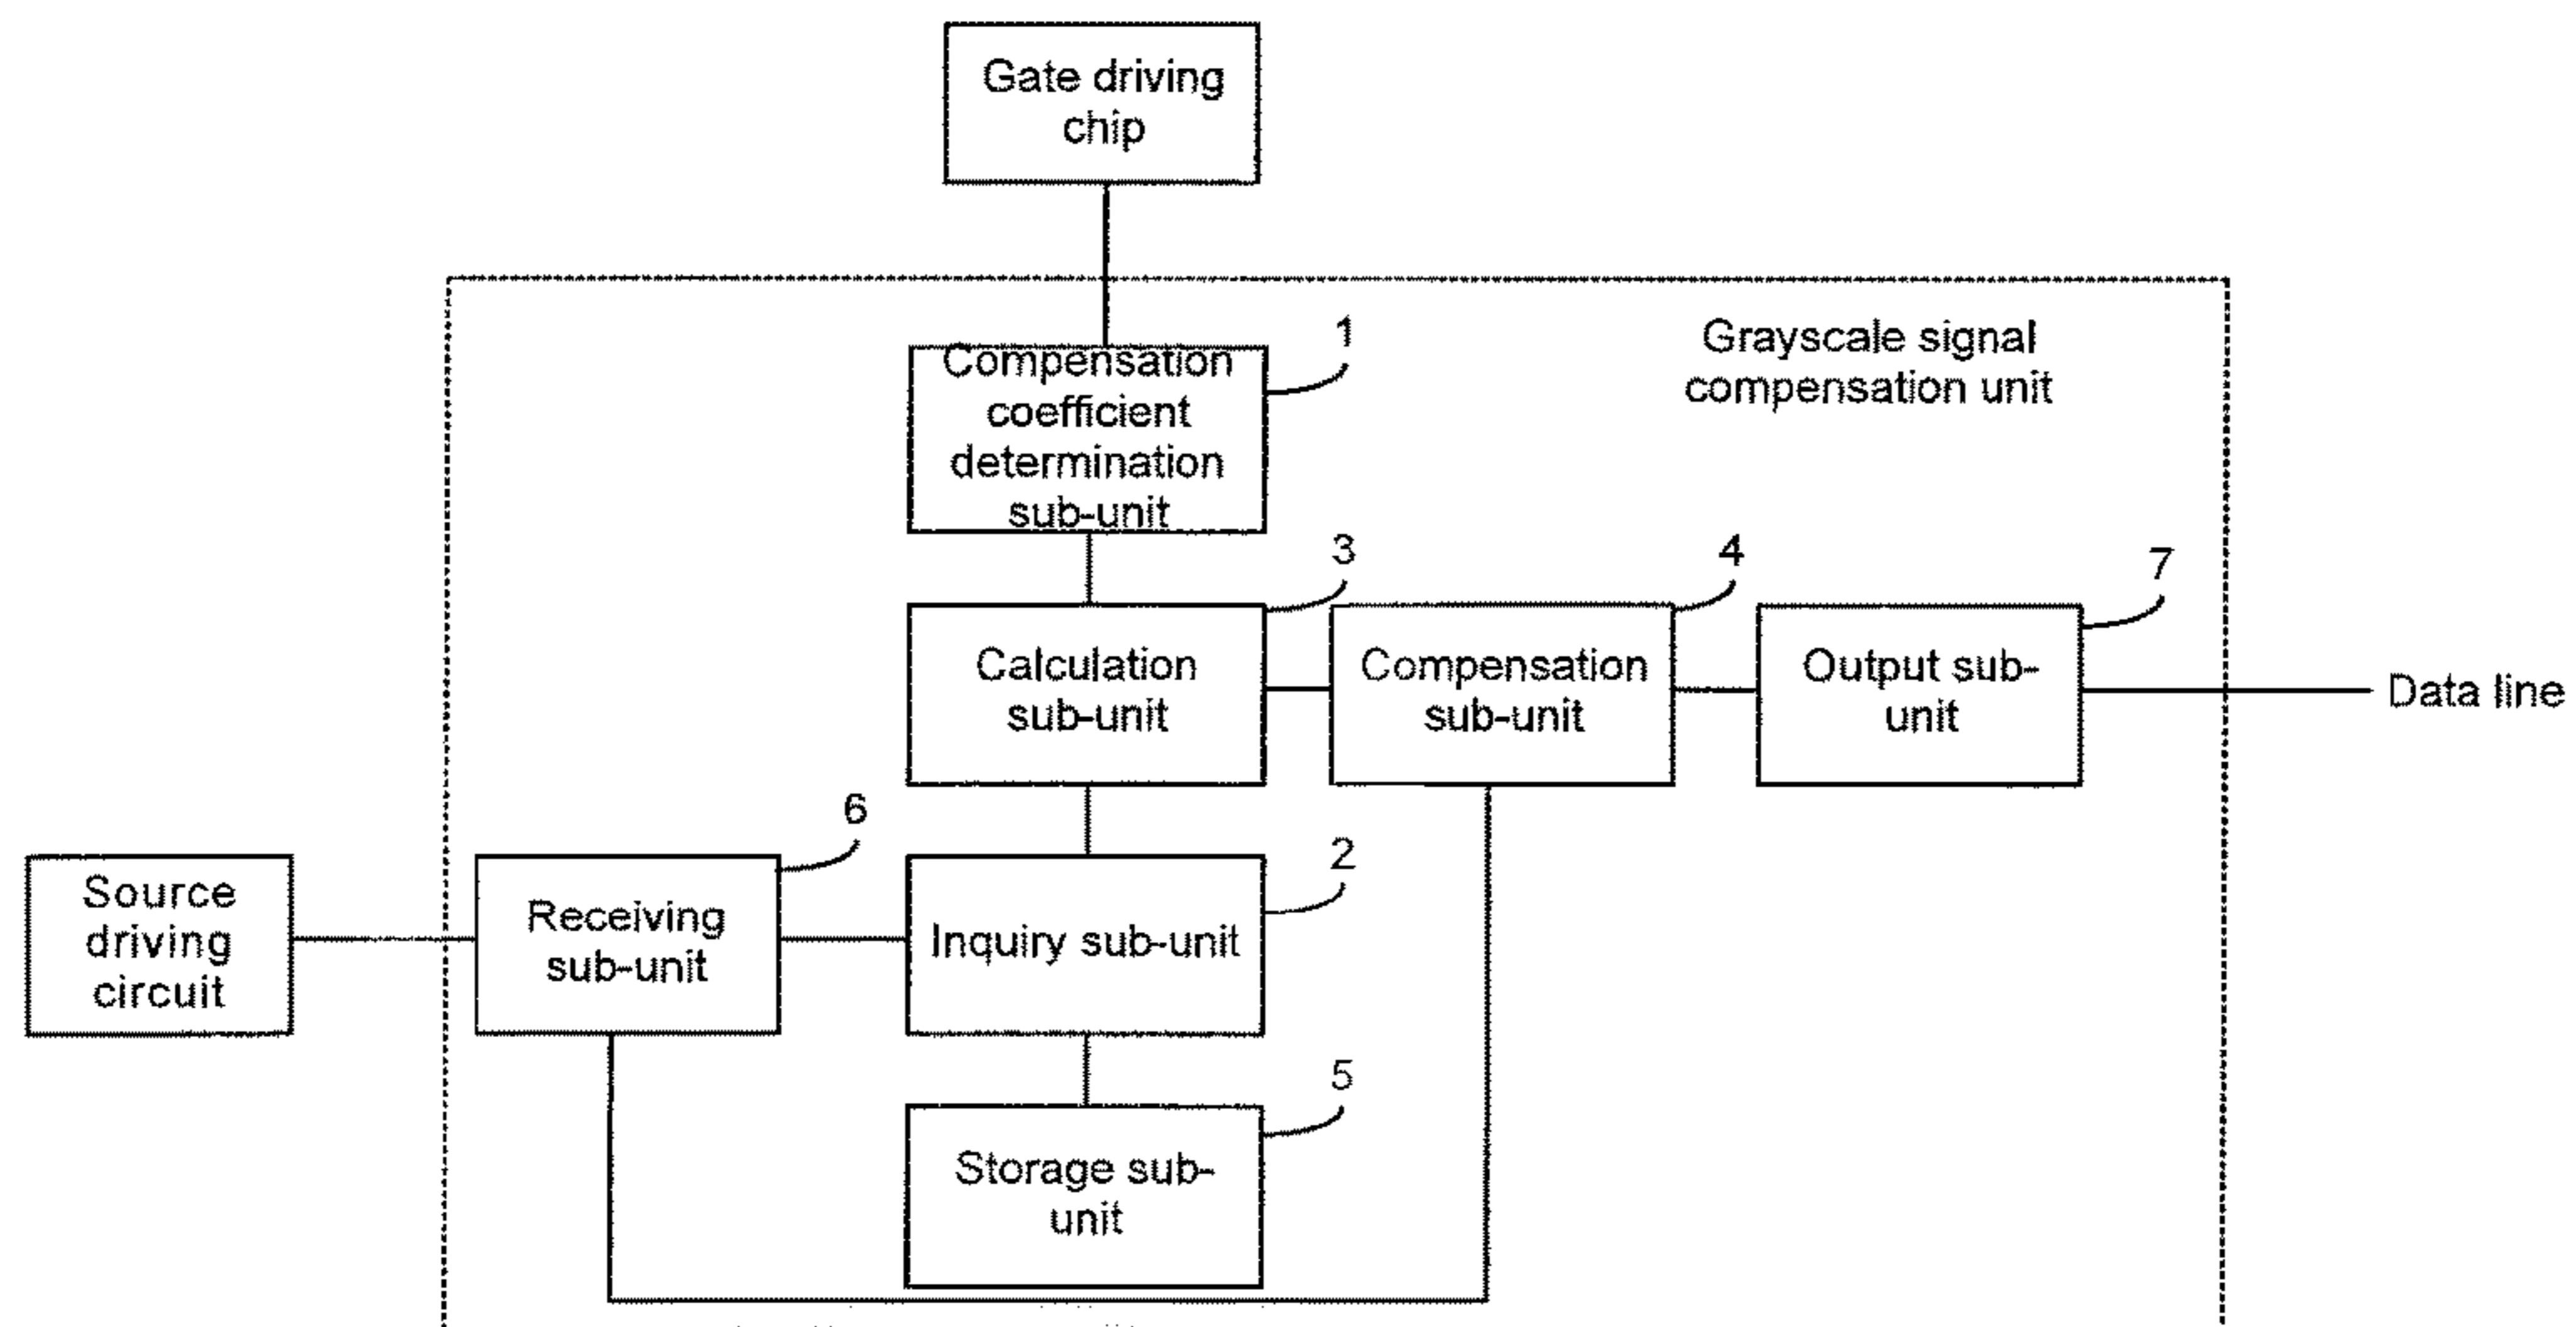 Gate driving
chip
1
Grayscale signal
compensation unit
Compensation
coefficient
determination
sub-unit
3
4
7
Calculation
sub-unit
Compensation
sub-unit
Output sub-
unit
Data line
6
2
Source
driving
circuit
Receiving
sub-unit
Inquiry sub-unit
5
Storage sub-
unit